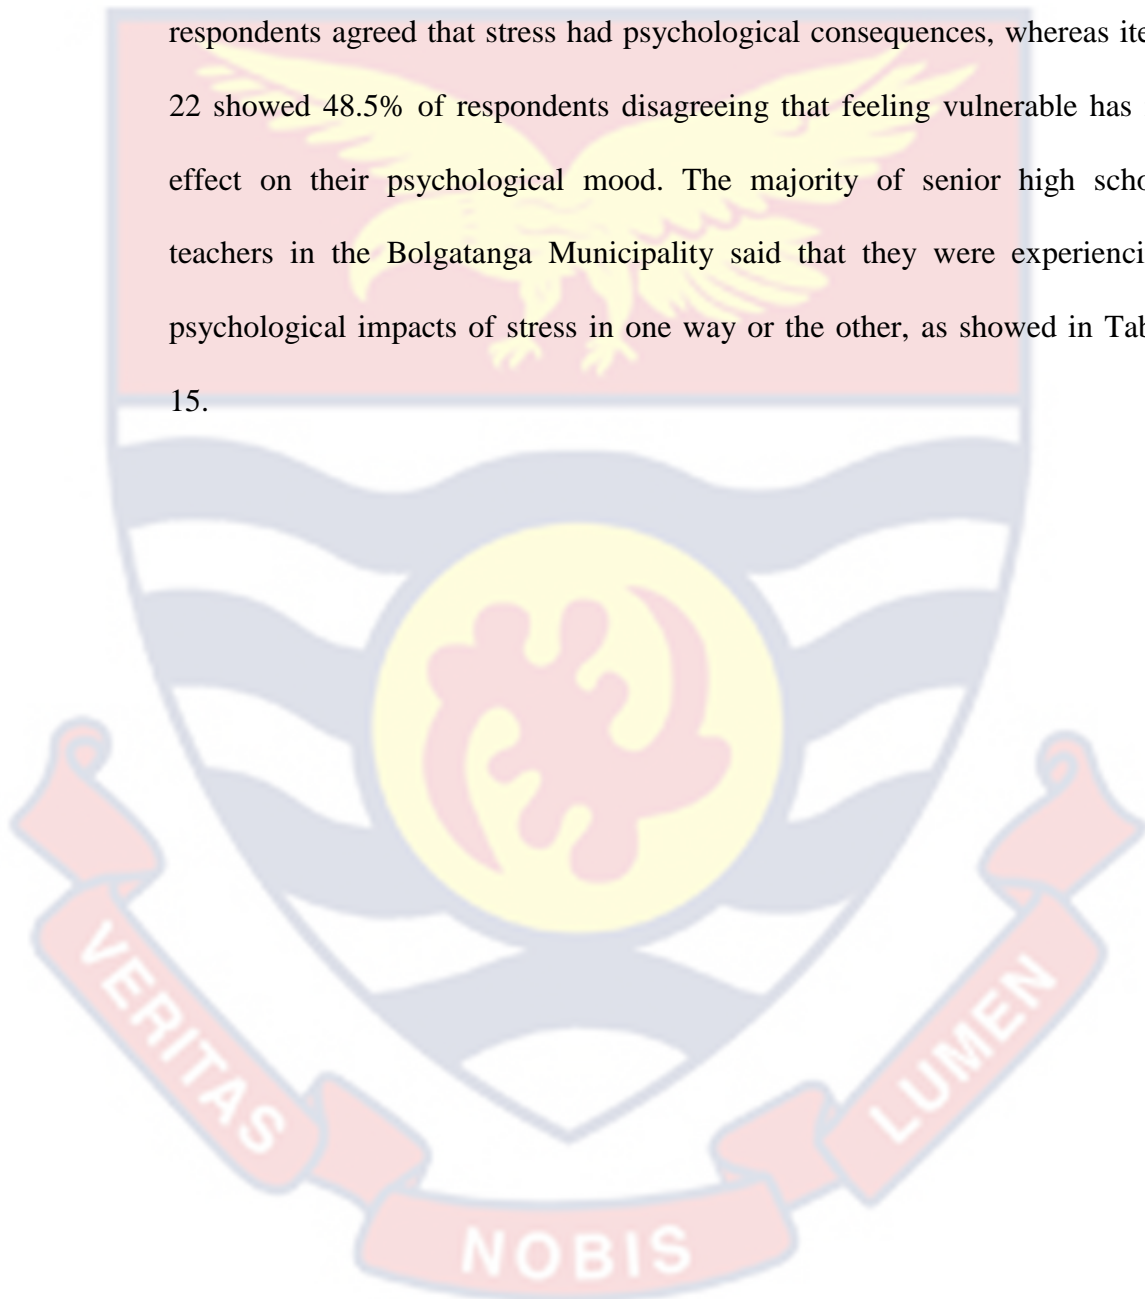 respondents agreed that stress had psychological consequences, whereas ite
22 showed 48.5% of respondents disagreeing that feeling vulnerable has
effect on their psychological mood. The majority of senior high scho
teachers in the Bolgatanga Municipality said that they were experienci
psychological impacts of stress in one way or the other, as showed in Tab
15.
VERITAS
NOBIS
LUMEN